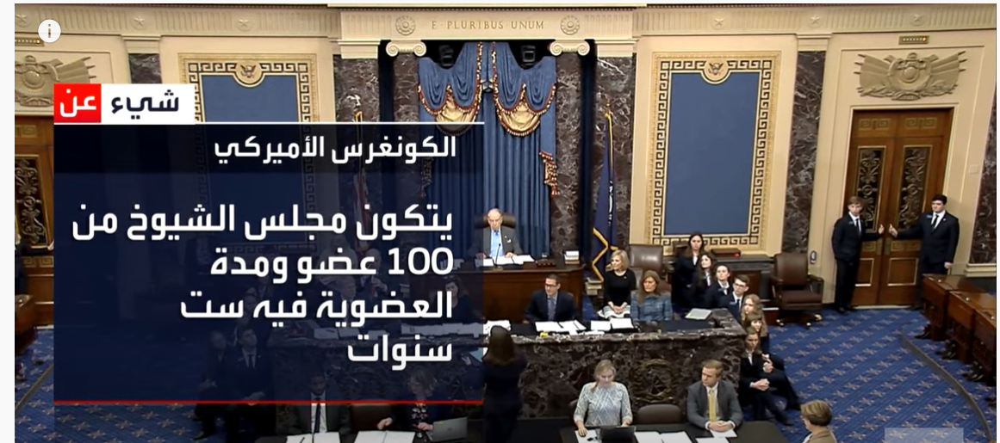 E PLURIBUS UNUM
شيء عن
الكونغرس الأميركي
يتكون مجلس الشيوخ من
100 عضو ومدة
العضوية فيه ست
سنوات